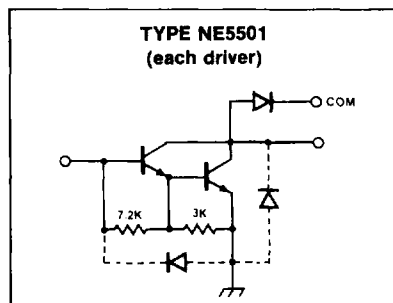 TYPE NE5501
(each driver)
COM
7.2K
3K